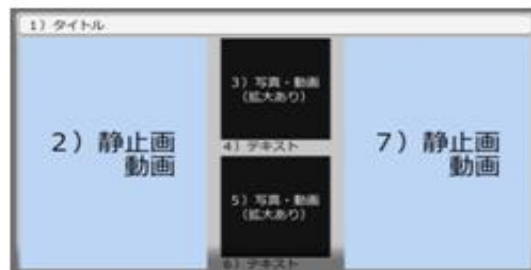 1）タイトル
2）静止画
動画
3）写真・動画
（拡大あり）
4）テキスト
5）写真・動画
（拡大あり）
6）テキスト
7）静止画
動画